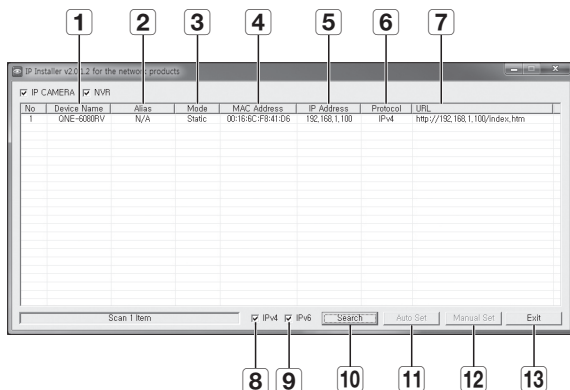 1 2 3 4 5 6 7
IP Installer v2.0.1.2 for the network products
IP CAMERA NVR
No Device Name Alias Mode MAC Address IP Address Protocol URL
1 QNE-6080RV N/A Static 00:16:6C:F8:41:D6 192,168,1,100 IPv4 http://192,168,1,100/index,htm
Scan 1 Item IPv4 IPv6 Search Auto Set Manual Set Exit
8 9 10 11 12 13